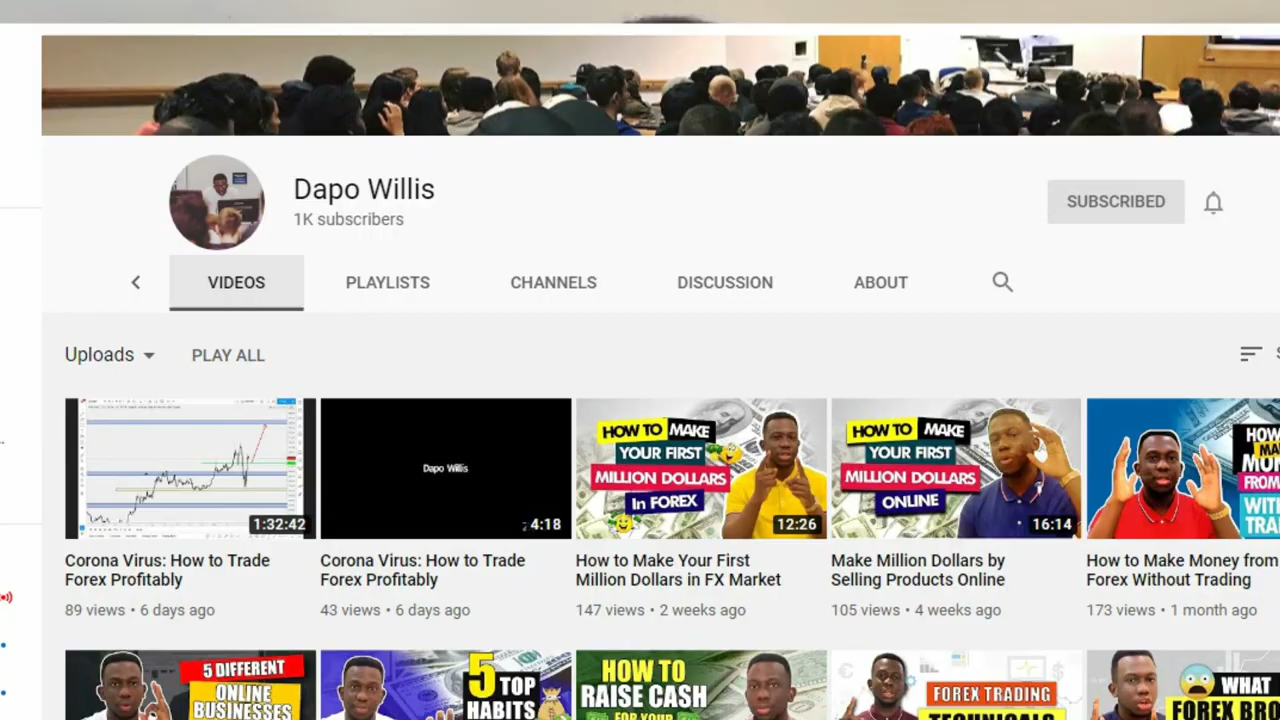 Dapo Willis
1K subscribers
SUBSCRIBED
VIDEOS
PLAYLISTS
CHANNELS
DISCUSSION
ABOUT
Uploads
PLAY ALL
1:32:42
Dapo Willis
4:18
HOW TO MAKE
YOUR FIRST
MILLION DOLLARS
In FOREX
12:26
HOW TO MAKE
YOUR FIRST
MILLION DOLLARS
ONLINE
16:14
Corona Virus: How to Trade
Forex Profitably
89 views • 6 days ago
Corona Virus: How to Trade
Forex Profitably
43 views • 6 days ago
How to Make Your First
Million Dollars in FX Market
147 views • 2 weeks ago
Make Million Dollars by
Selling Products Online
105 views • 4 weeks ago
How to Make Money from
Forex Without Trading
173 views • 1 month ago
5 DIFFERENT
ONLINE
BUSINESSES
5 TOP
HABITS
HOW TO
RAISE CASH
FOR YOUR
FOREX TRADING
TECHNICALS
WHAT
FOREX BRO